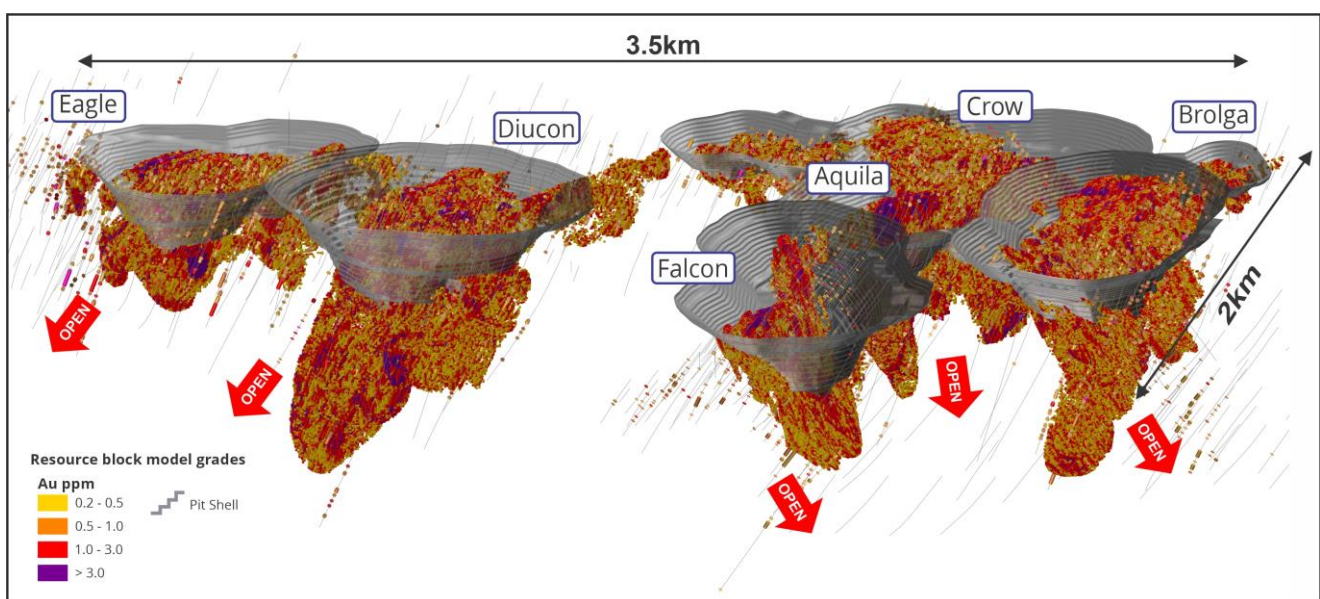 3.5km
Eagle
Diucon
Crow
Brolga
Aquila
Falcon
2km
OPEN
OPEN
OPEN
OPEN
OPEN
Resource block model grades
Au ppm
0.2 - 0.5
Pit Shell
0.5 - 1.0
1.0 - 3.0
> 3.0